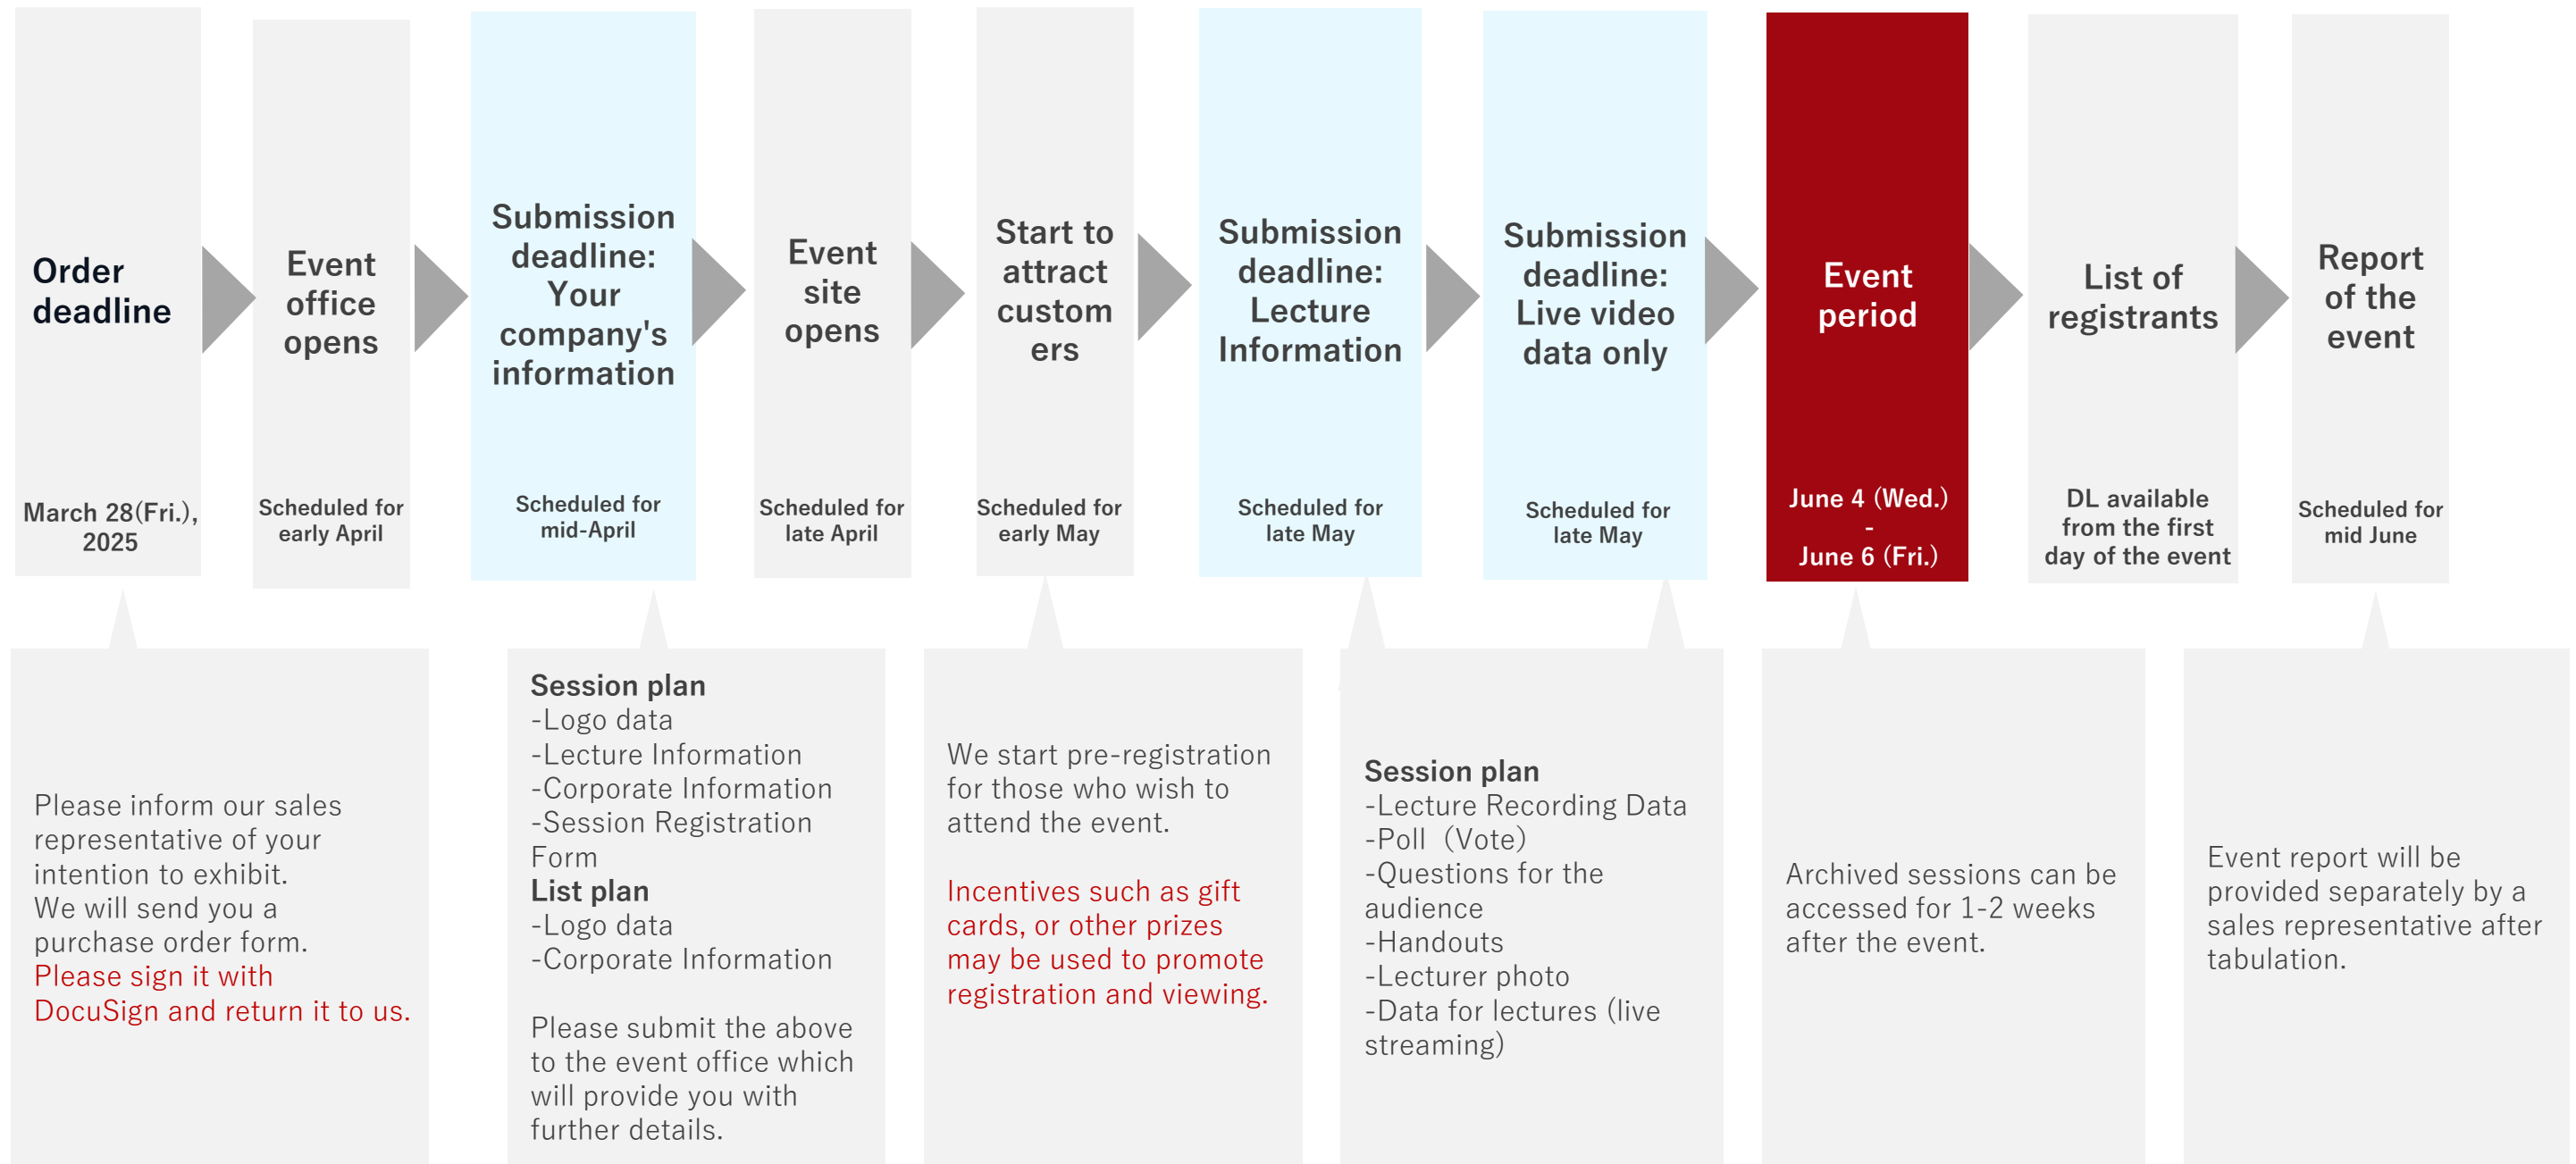 Order
deadline
March 28(Fri.),
2025
Event
office
opens
Scheduled for
early April
Submission
deadline:
Your
company's
information
Scheduled for
mid-April
Event
site
opens
Scheduled for
late April
Start to
attract
custom
ers
Scheduled for
early May
Submission
deadline:
Lecture
Information
Scheduled for
late May
Submission
deadline:
Live video
data only
Scheduled for
late May
Event
period
June 4 (Wed.)
-
June 6 (Fri.)
List of
registrants
DL available
from the first
day of the event
Report
of the
event
Scheduled for
mid June
Please inform our sales
representative of your
intention to exhibit.
We will send you a
purchase order form.
Please sign it with
DocuSign and return it to us.
Session plan
-Logo data
-Lecture Information
-Corporate Information
-Session Registration
Form
List plan
-Logo data
-Corporate Information
Please submit the above
to the event office which
will provide you with
further details.
We start pre-registration
for those who wish to
attend the event.
Incentives such as gift
cards, or other prizes
may be used to promote
registration and viewing.
Session plan
-Lecture Recording Data
-Poll（Vote）
-Questions for the
audience
-Handouts
-Lecturer photo
-Data for lectures (live
streaming)
Archived sessions can be
accessed for 1-2 weeks
after the event.
Event report will be
provided separately by a
sales representative after
tabulation.